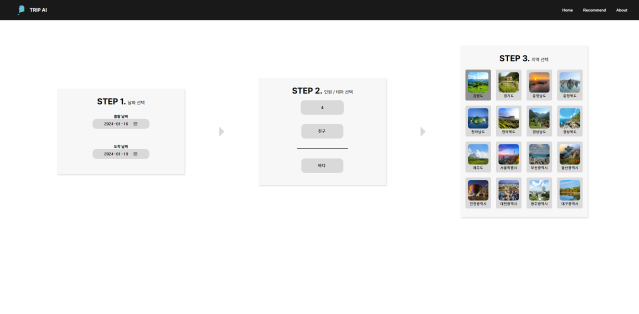 TRIP AI
Home Recommend About
STEP 1. 날짜 선택
출발 날짜
2024-01-16
도착 날짜
2024-01-19
STEP 2. 인원 / 테마 선택
4
친구
바다
STEP 3. 지역 선택
강원도 경기도 충청남도 충청북도
전라남도 전라북도 경상남도 경상북도
제주도 서울특별시 부산광역시 울산광역시
인천광역시 대전광역시 광주광역시 대구광역시